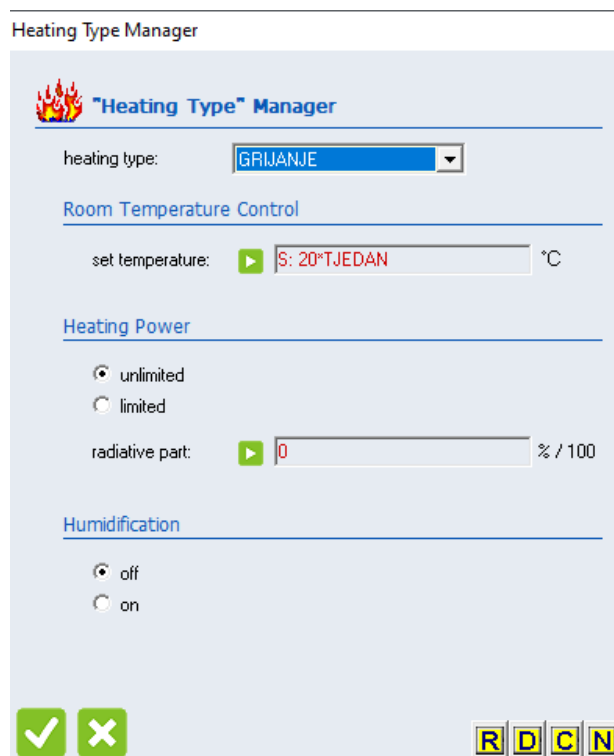 Heating Type Manager
"Heating Type" Manager
heating type: GRIJANJE
Room Temperature Control
set temperature: S: 20*TJEDAN °C
Heating Power
unlimited
limited
radiative part: 0 % / 100
Humidification
off
on
R D C N